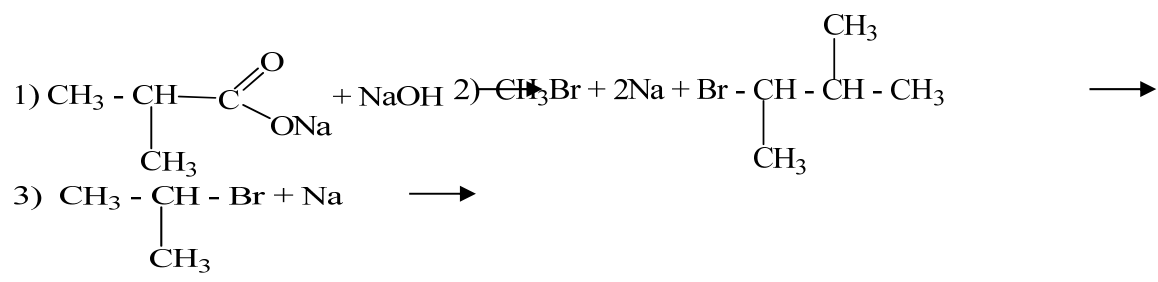 CH₃
O
1) CH₃ - CH C + NaOH 2) CH₃Br + 2Na + Br - CH - CH - CH₃
ONa
CH₃ CH₃
3) CH₃ - CH - Br + Na
CH₃